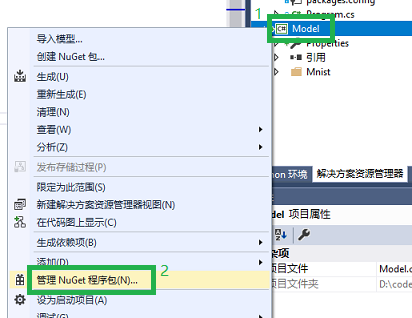 packages.config
Program.cs
1
Model
Properties
引用
Mnist
导入模型...
创建 NuGet 包...
生成(U)
重新生成(E)
清理(N)
查看(W)
分析(Z)
发布存储过程(P)
限定为此范围(S)
新建解决方案资源管理器视图(N)
在代码图上显示(C)
生成依赖项(B)
添加(D)
管理 NuGet 程序包(N)...
2
设为启动项目(A)
调试(G)
hon 环境
解决方案资源管理器
del 项目属性
杂项
项目文件
Model.c
项目文件夹
D:\code